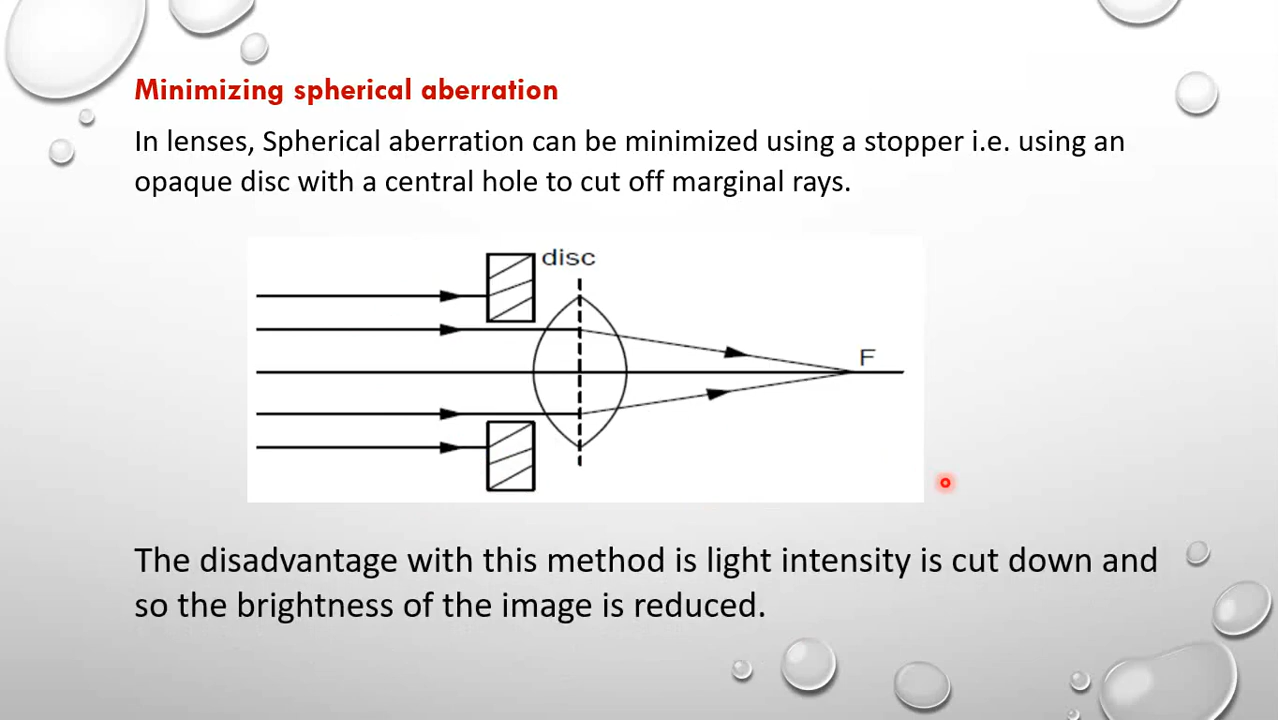 Minimizing spherical aberration
In lenses, Spherical aberration can be minimized using a stopper i.e. using an
opaque disc with a central hole to cut off marginal rays.
disc
F
The disadvantage with this method is light intensity is cut down and
so the brightness of the image is reduced.